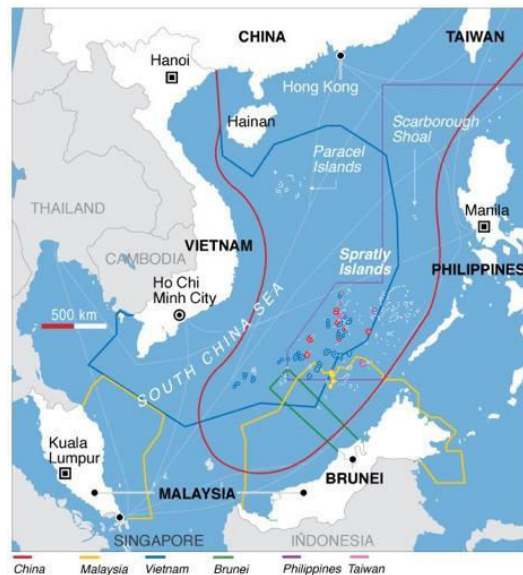 CHINA
TAIWAN
Hanoi
Hong Kong
Hainan
Scarborough
Shoal
Paracel
Islands
THAILAND
Manila
VIETNAM
CAMBODIA
Spratly
Islands
PHILIPPINES
Ho Chi
Minh City
500 km
SOUTH CHINA SEA
Kuala
Lumpur
MALAYSIA
BRUNEI
SINGAPORE
INDONESIA
China
Malaysia
Vietnam
Brunei
Philippines
Taiwan